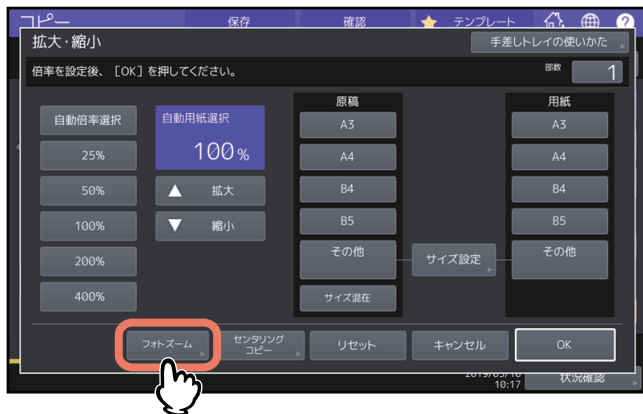 コピー
保存
確認
テンプレート
?
拡大・縮小
手差しトレイの使いかた
倍率を設定後、［OK］を押してください。
部数
1
自動倍率選択
25%
50%
100%
200%
400%
自動用紙選択
100%
拡大
縮小
原稿
A3
A4
B4
B5
その他
サイズ混在
サイズ設定
用紙
A3
A4
B4
B5
その他
フォトズーム
センタリング
コピー
リセット
キャンセル
OK
10:17
状況確認